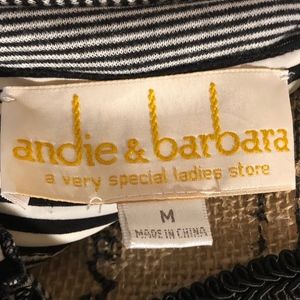 andie & barbara
a very special ladies store
M
MADE IN CHINA